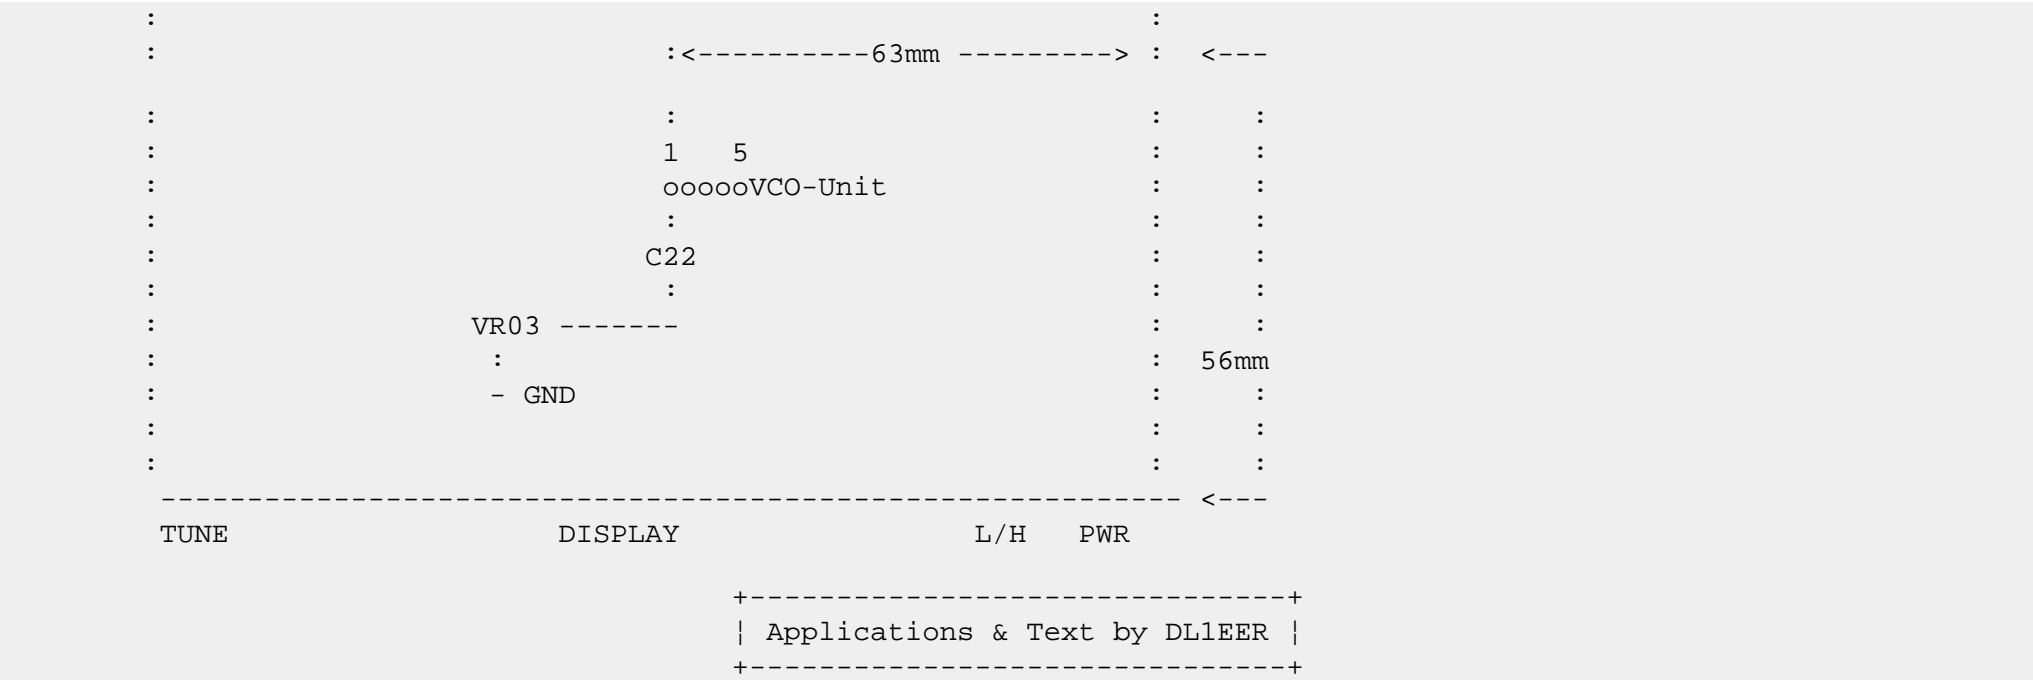 :                                                          :
:                              :<----------63mm ---------> :  <---

:                              :                           :      :
:                              1   5                       :      :
:                              oooooVCO-Unit               :      :
:                              :                           :      :
:                             C22                          :      :
:                              :                           :      :
:                   VR03 -------                           :      :
:                    :                                     :  56mm
:                    - GND                                 :      :
:                                                          :      :
:                                                          :      :
 ----------------------------------------------------------- <---
 TUNE                   DISPLAY                 L/H   PWR

                                  +-------------------------------+
                                  ¦ Applications & Text by DL1EER ¦
                                  +-------------------------------+